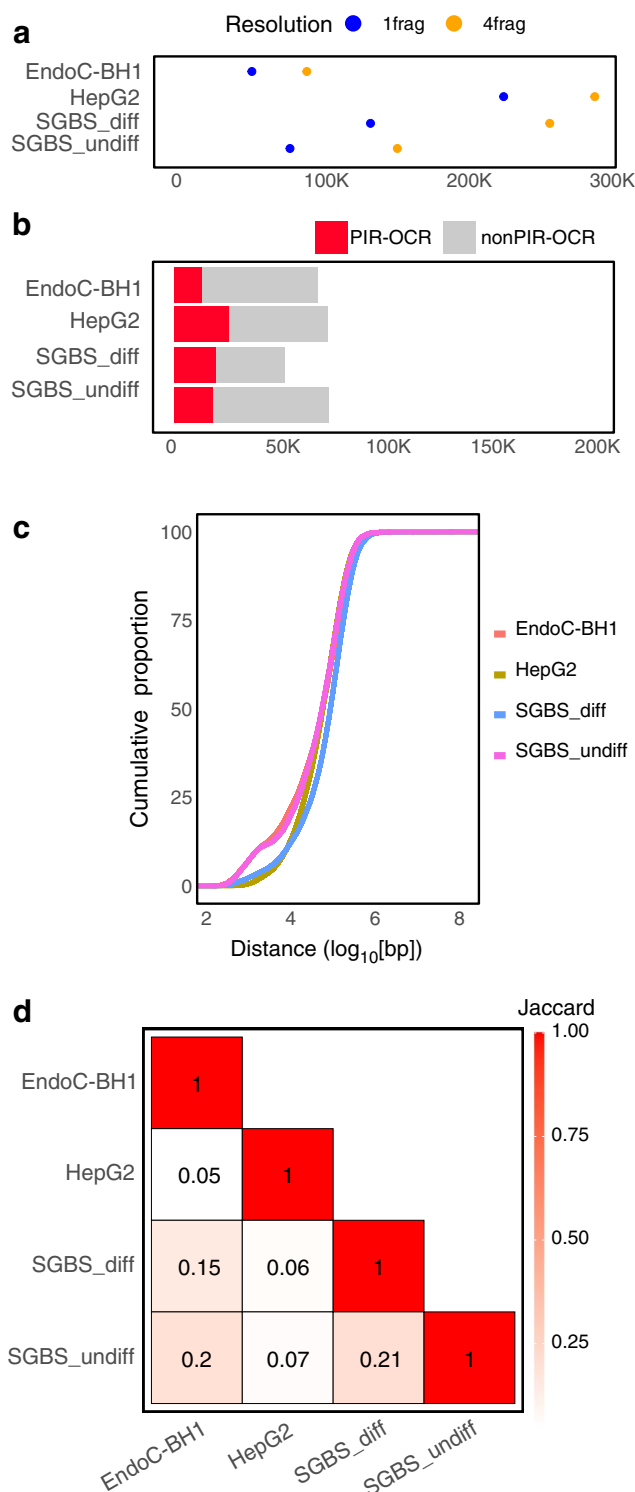 a
Resolution 1frag 4frag
EndoC-BH1
HepG2
SGBS_diff
SGBS_undiff
0 100K 200K 300K
b
PIR-OCR nonPIR-OCR
EndoC-BH1
HepG2
SGBS_diff
SGBS_undiff
0 50K 100K 150K 200K
c
Cumulative proportion
100
75
50
25
0
2 4 6 8
Distance (log10[bp])
EndoC-BH1
HepG2
SGBS_diff
SGBS_undiff
d
Jaccard
1.00
0.75
0.50
0.25
EndoC-BH1 1
HepG2 0.05 1
SGBS_diff 0.15 0.06 1
SGBS_undiff 0.2 0.07 0.21 1
EndoC-BH1 HepG2 SGBS_diff SGBS_undiff